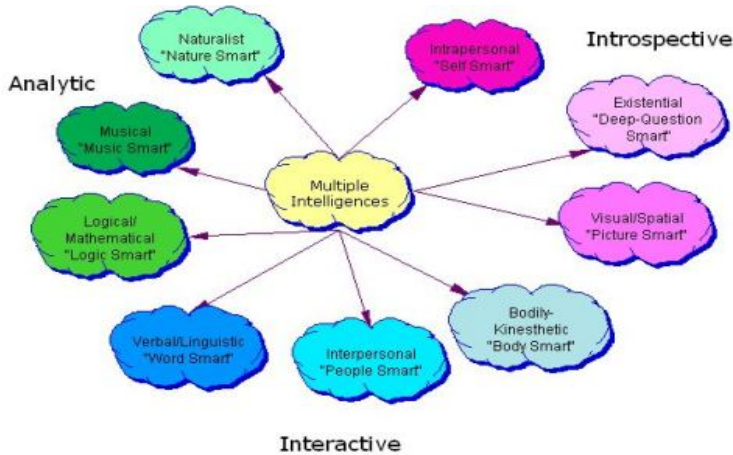 Naturalist
"Nature Smart"
Intrapersonal
"Self Smart"
Introspective
Analytic
Existential
"Deep-Question
Smart"
Musical
"Music Smart"
Multiple
Intelligences
Logical/
Mathematical
"Logic Smart"
Visual/Spatial
"Picture Smart"
Bodily-
Kinesthetic
"Body Smart"
Verbal/Linguistic
"Word Smart"
Interpersonal
"People Smart"
Interactive